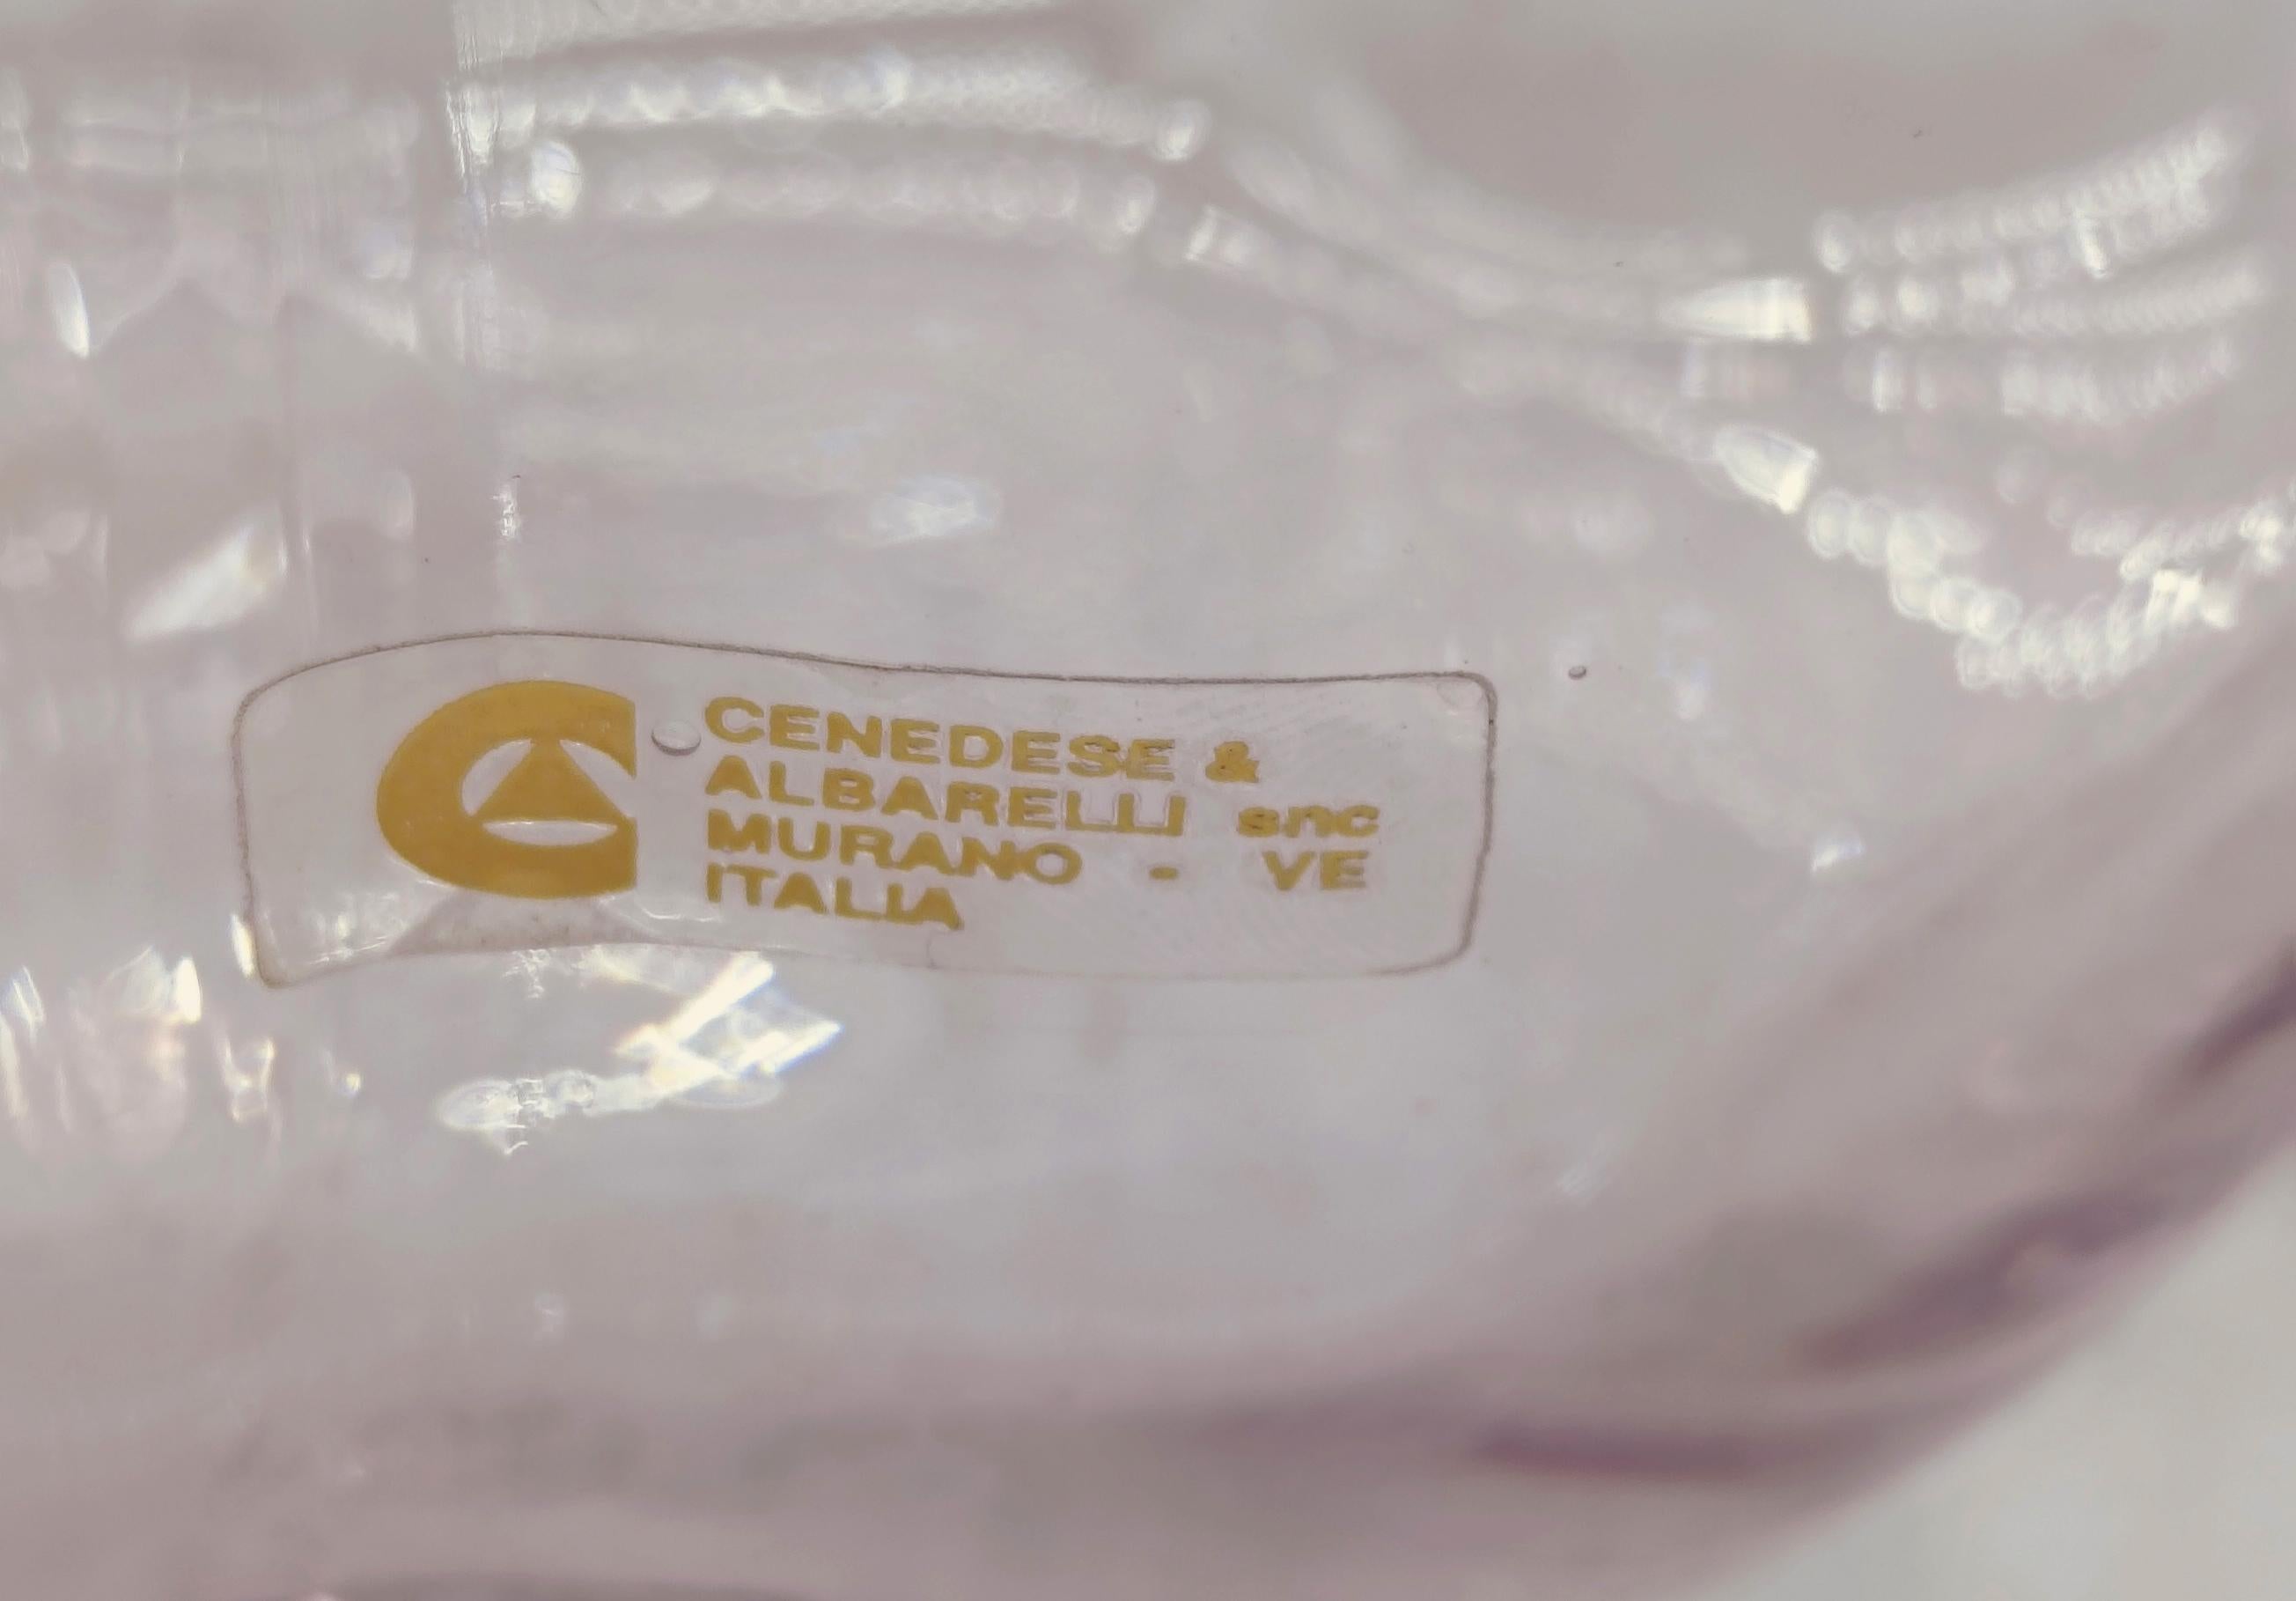 CENEDESE &
ALBARELLI snc
MURANO - VE
ITALIA